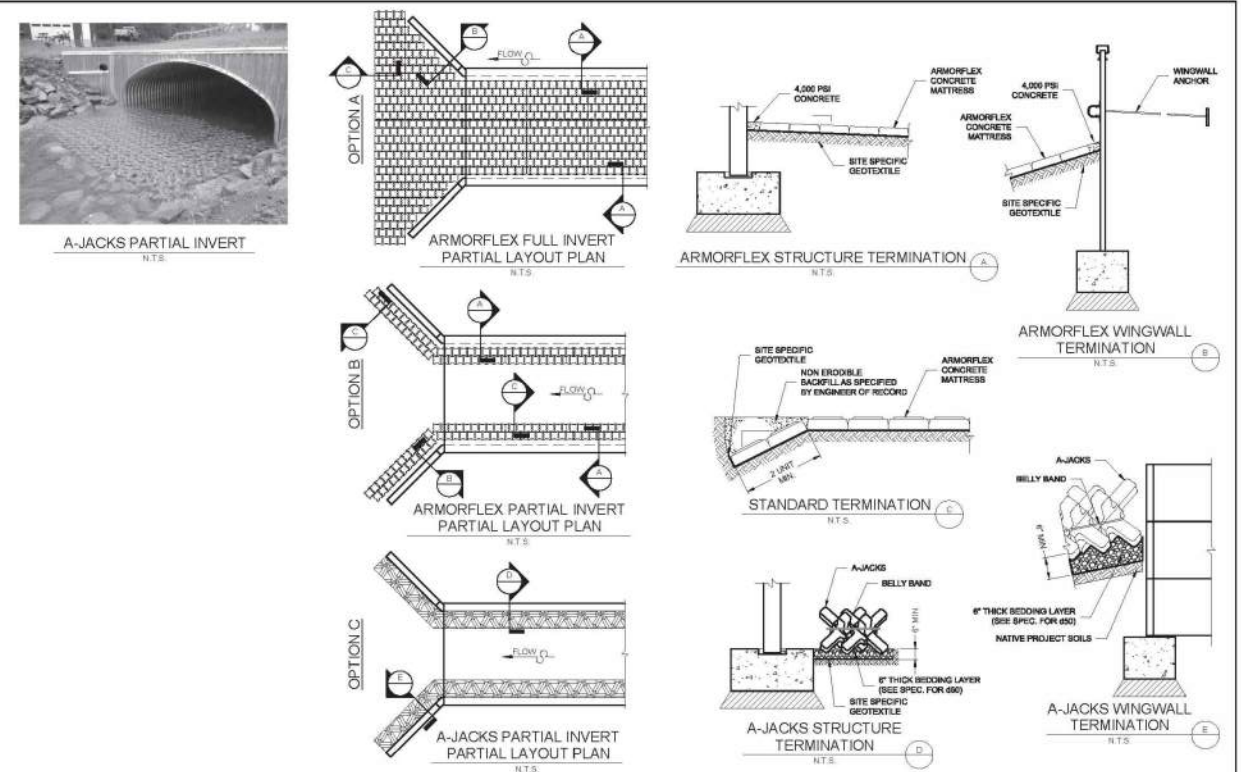 A-JACKS PARTIAL INVERT
N.T.S.
OPTION A
C
B
FLOW
A
A
ARMORFLEX FULL INVERT
PARTIAL LAYOUT PLAN
N.T.S.
4,000 PSI
CONCRETE
ARMORFLEX
CONCRETE
MATTRESS
SITE SPECIFIC
GEOTEXTILE
ARMORFLEX STRUCTURE TERMINATION
A
N.T.S.
WINGWALL
ANCHOR
4,000 PSI
CONCRETE
ARMORFLEX
CONCRETE
MATTRESS
SITE SPECIFIC
GEOTEXTILE
ARMORFLEX WINGWALL
TERMINATION
B
N.T.S.
OPTION B
C
A
C
FLOW
B
A
ARMORFLEX PARTIAL INVERT
PARTIAL LAYOUT PLAN
N.T.S.
SITE SPECIFIC
GEOTEXTILE
NON ERODIBLE
BACKFILL AS SPECIFIED
BY ENGINEER OF RECORD
ARMORFLEX
CONCRETE
MATTRESS
2 UNIT
MIN.
STANDARD TERMINATION
C
N.T.S.
OPTION C
D
FLOW
E
A-JACKS PARTIAL INVERT
PARTIAL LAYOUT PLAN
N.T.S.
A-JACKS
BELLY BAND
6" MIN
6" THICK BEDDING LAYER
(SEE SPEC. FOR d50)
SITE SPECIFIC
GEOTEXTILE
A-JACKS STRUCTURE
TERMINATION
D
N.T.S.
A-JACKS
BELLY BAND
6" MIN
6" THICK BEDDING LAYER
(SEE SPEC. FOR d50)
NATIVE PROJECT SOILS
A-JACKS WINGWALL
TERMINATION
E
N.T.S.